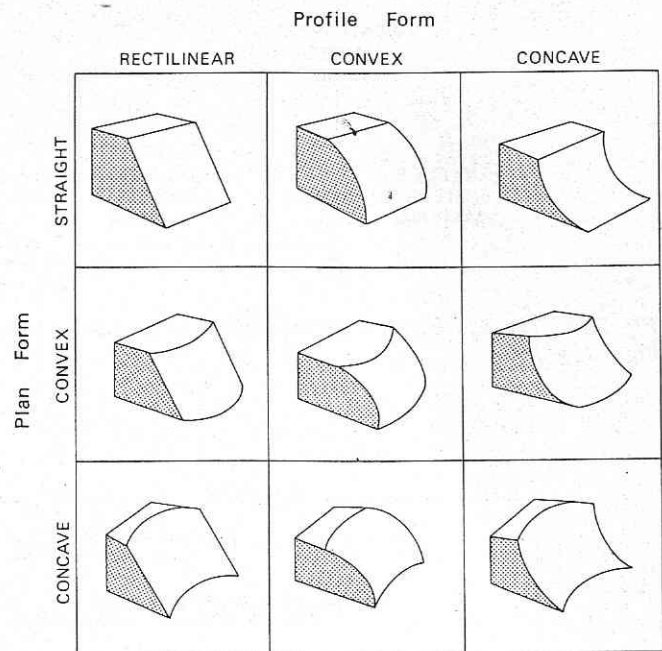 Profile Form
RECTILINEAR CONVEX CONCAVE
Plan Form
STRAIGHT
CONVEX
CONCAVE